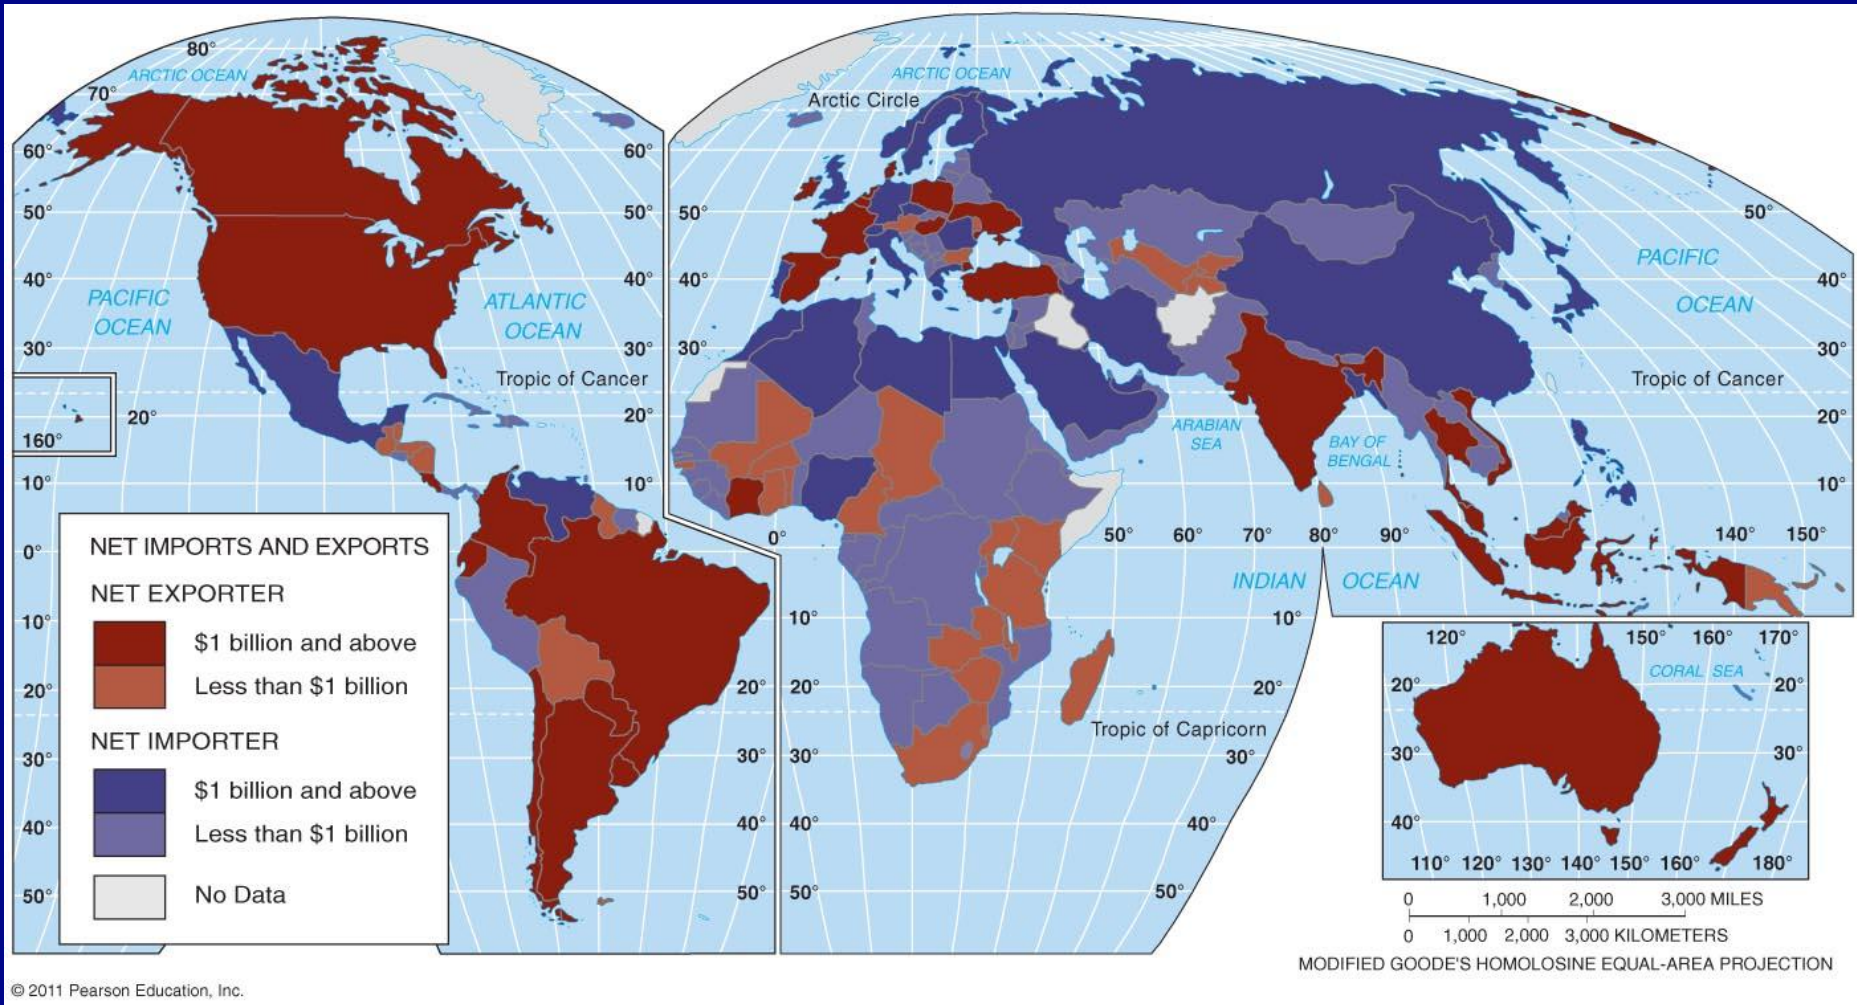 80°
ARCTIC OCEAN
70°
60°
60°
50°
50°
40°
40°
PACIFIC
OCEAN
ATLANTIC
OCEAN
30°
30°
Tropic of Cancer
20°
20°
160°
10°
10°
0°
10°
20°
20°
30°
30°
40°
40°
50°
50°
NET IMPORTS AND EXPORTS
NET EXPORTER
$1 billion and above
Less than $1 billion
NET IMPORTER
$1 billion and above
Less than $1 billion
No Data
ARCTIC OCEAN
Arctic Circle
50°
50°
40°
40°
30°
30°
PACIFIC
OCEAN
Tropic of Cancer
20°
10°
ARABIAN
SEA
BAY OF
BENGAL
0°
50°
60°
70°
80°
90°
140°
150°
INDIAN
OCEAN
10°
10°
20°
20°
Tropic of Capricorn
30°
30°
40°
40°
50°
50°
120°
150°
160°
170°
CORAL SEA
20°
20°
30°
30°
40°
110°
120°
130°
140°
150°
160°
180°
0 1,000 2,000 3,000 MILES
0 1,000 2,000 3,000 KILOMETERS
MODIFIED GOODE'S HOMOLOSINE EQUAL-AREA PROJECTION
© 2011 Pearson Education, Inc.